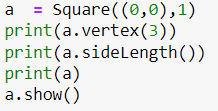 a  = Square((0,0),1)
print(a.vertex(3))
print(a.sideLength())
print(a)
a.show()